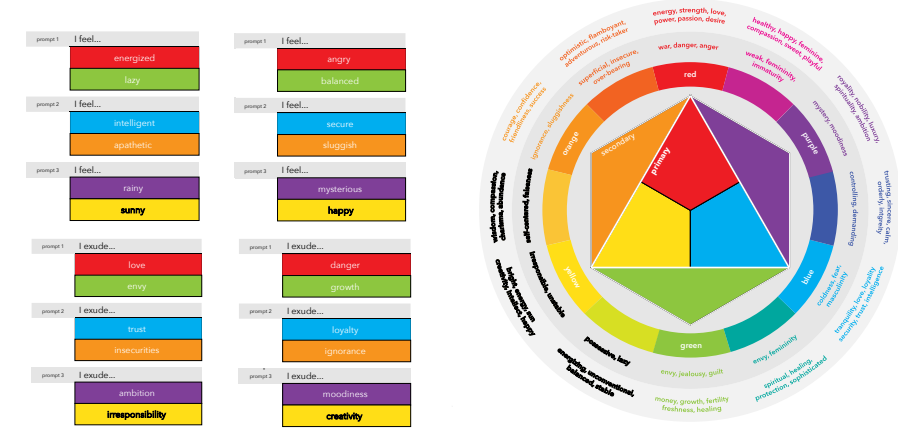 prompt 1 I feel...
energized
lazy
prompt 2 I feel...
intelligent
apathetic
prompt 3 I feel...
rainy
sunny
prompt 1 I feel...
angry
balanced
prompt 2 I feel...
secure
sluggish
prompt 3 I feel...
mysterious
happy
prompt 1 I exude...
love
envy
prompt 2 I exude...
trust
insecurities
prompt 3 I exude...
ambition
irresponsibility
prompt 1 I exude...
danger
growth
prompt 2 I exude...
loyalty
ignorance
prompt 3 I exude...
moodiness
creativity
energy, strength, love,
power, passion, desire
war, danger, anger
red
healthy, happy, feminine,
compassion, sweet, playful
weak, femininity,
immaturity
royality, nobility, luxury,
spirituality, ambition
mystery, moodiness
purple
trusting, sincere, calm,
orderly, integrity
controlling, demanding
tranquility, love, loyality
security, trust, intelligence
coldness, fear,
masculinity
blue
spiritual, healing,
protection, sophisticated
envy, femininity
green
envy, jealousy, guilt
money, growth, fertility
freshness, healing
possessive, lazy
energizing, unconventional,
balanced, stable
yellow
irresponsible, unstable
bright, energy, sun
creativity, intellect, happy
self-centered, falseness
wisdom, compassion,
charisma, abundance
orange
ignorance, sluggishness
courage, confidence,
friendliness, success
superficial, insecure,
over-bearing
optimistic, flamboyant,
adventurous, risk-taker
secondary
primary